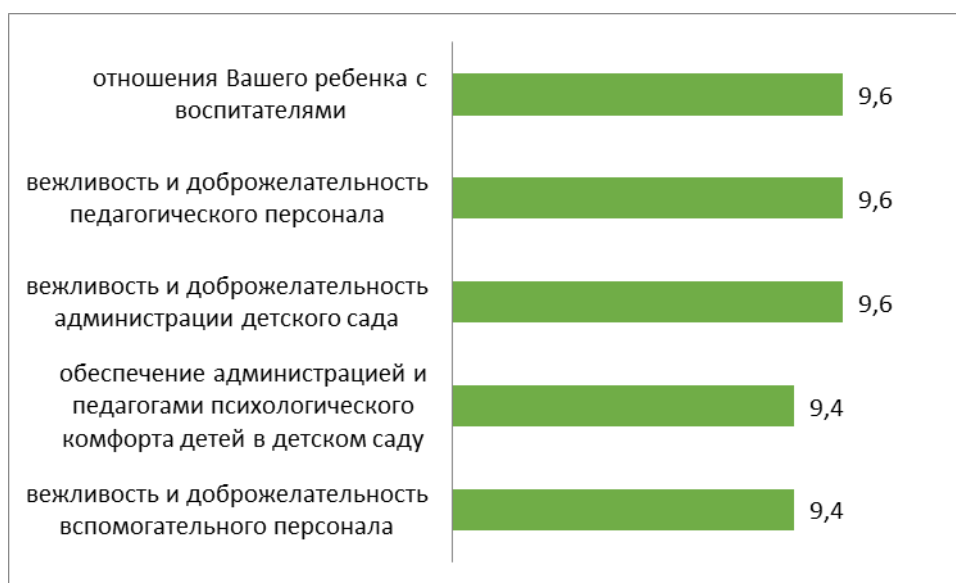 отношения Вашего ребенка с
воспитателями
9,6
вежливость и доброжелательность
педагогического персонала
9,6
вежливость и доброжелательность
администрации детского сада
9,6
обеспечение администрацией и
педагогами психологического
комфорта детей в детском саду
9,4
вежливость и доброжелательность
вспомогательного персонала
9,4